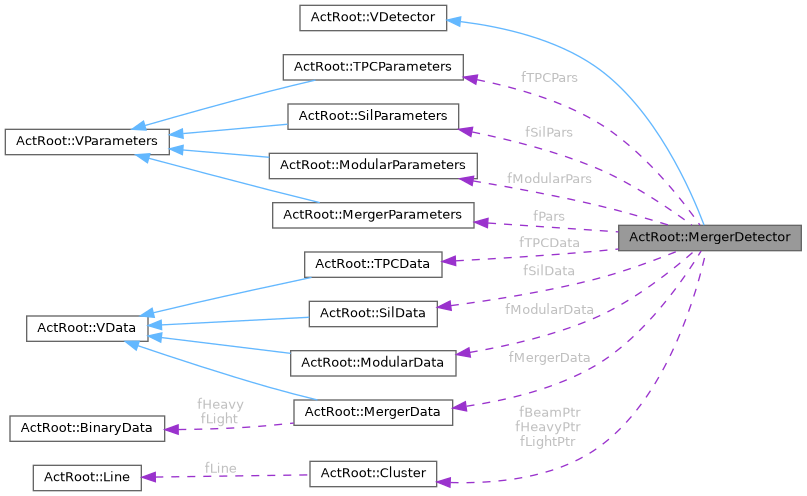 ActRoot::VDetector
ActRoot::TPCParameters
fTPCPars
ActRoot::SilParameters
fSilPars
ActRoot::VParameters
ActRoot::ModularParameters
fModularPars
ActRoot::MergerParameters
fPars
ActRoot::MergerDetector
fTPCData
ActRoot::TPCData
fSilData
ActRoot::SilData
fModularData
ActRoot::VData
ActRoot::ModularData
fMergerData
ActRoot::MergerData
fHeavy
fLight
ActRoot::BinaryData
fBeamPtr
fHeavyPtr
fLightPtr
ActRoot::Line
fLine
ActRoot::Cluster